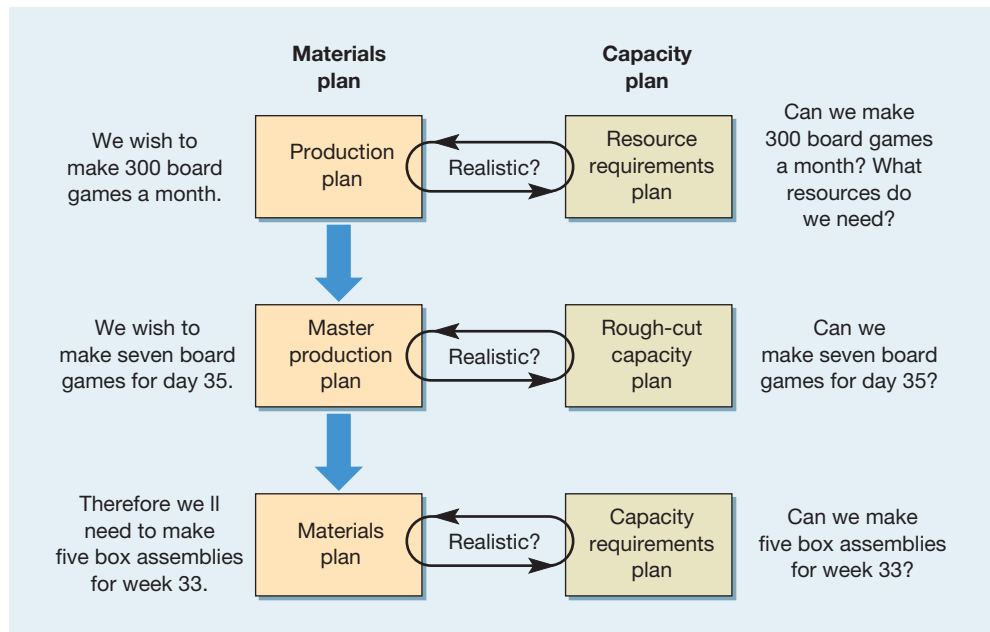 Materials
plan
Capacity
plan
We wish to
make 300 board
games a month.
Production
plan
Realistic?
Resource
requirements
plan
Can we make
300 board games
a month? What
resources do
we need?
We wish to
make seven board
games for day 35.
Master
production
plan
Realistic?
Rough-cut
capacity
plan
Can we
make seven board
games for day 35?
Therefore we ll
need to make
five box assemblies
for week 33.
Materials
plan
Realistic?
Capacity
requirements
plan
Can we make
five box assemblies
for week 33?